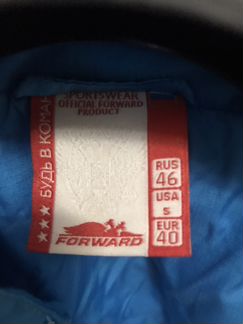 SPORTSWEAR
OFFICIAL FORWARD
PRODUCT
БУДЬ В КОМАН
RUS
46
USA
S
EUR
40
FORWARD